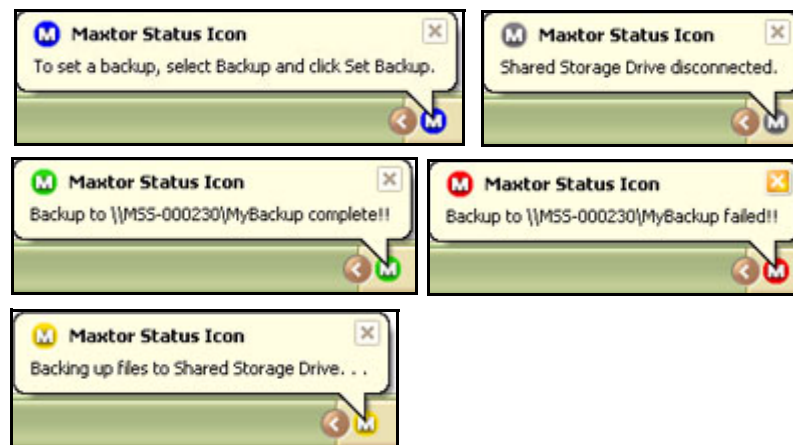 Maxtor Status Icon
To set a backup, select Backup and click Set Backup.
M
Maxtor Status Icon
Shared Storage Drive disconnected.
M
Maxtor Status Icon
Backup to \\MSS-000230\MyBackup complete!!
M
Maxtor Status Icon
Backup to \\MSS-000230\MyBackup failed!!
M
Maxtor Status Icon
Backing up files to Shared Storage Drive. . .
M